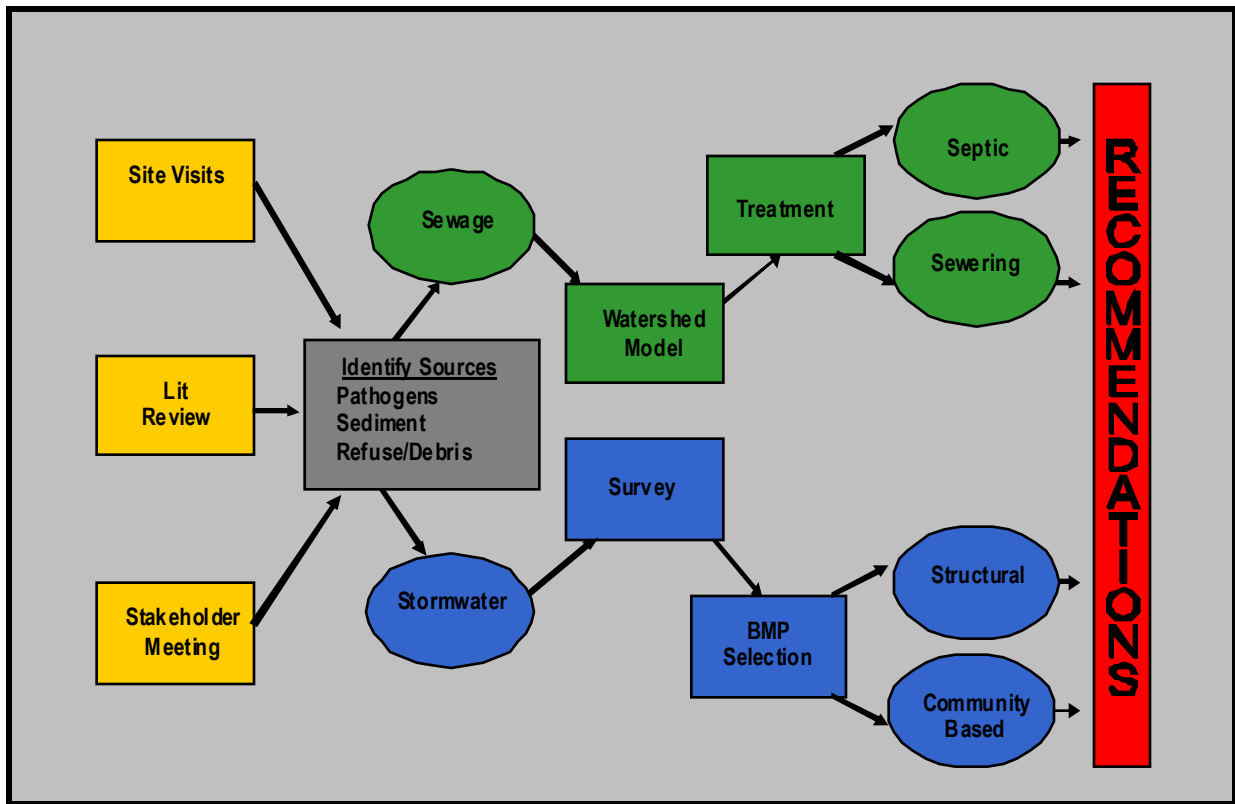 Site Visits
Lit
Review
Stakeholder
Meeting
Identify Sources
Pathogens
Sediment
Refuse/Debris
Sewage
Watershed
Model
Treatment
Septic
Sewering
Stormwater
Survey
BMP
Selection
Structural
Community
Based
RECOMMENDATIONS